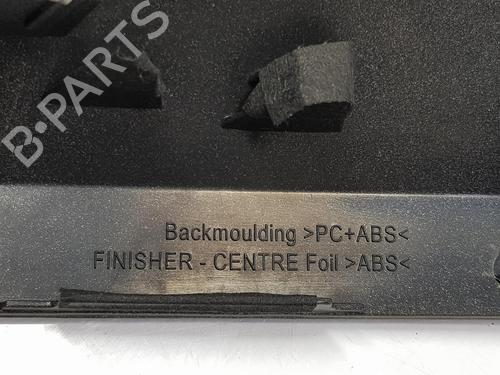 B-PARTS
Backmoulding >PC+ABS<
FINISHER - CENTRE Foil >ABS<